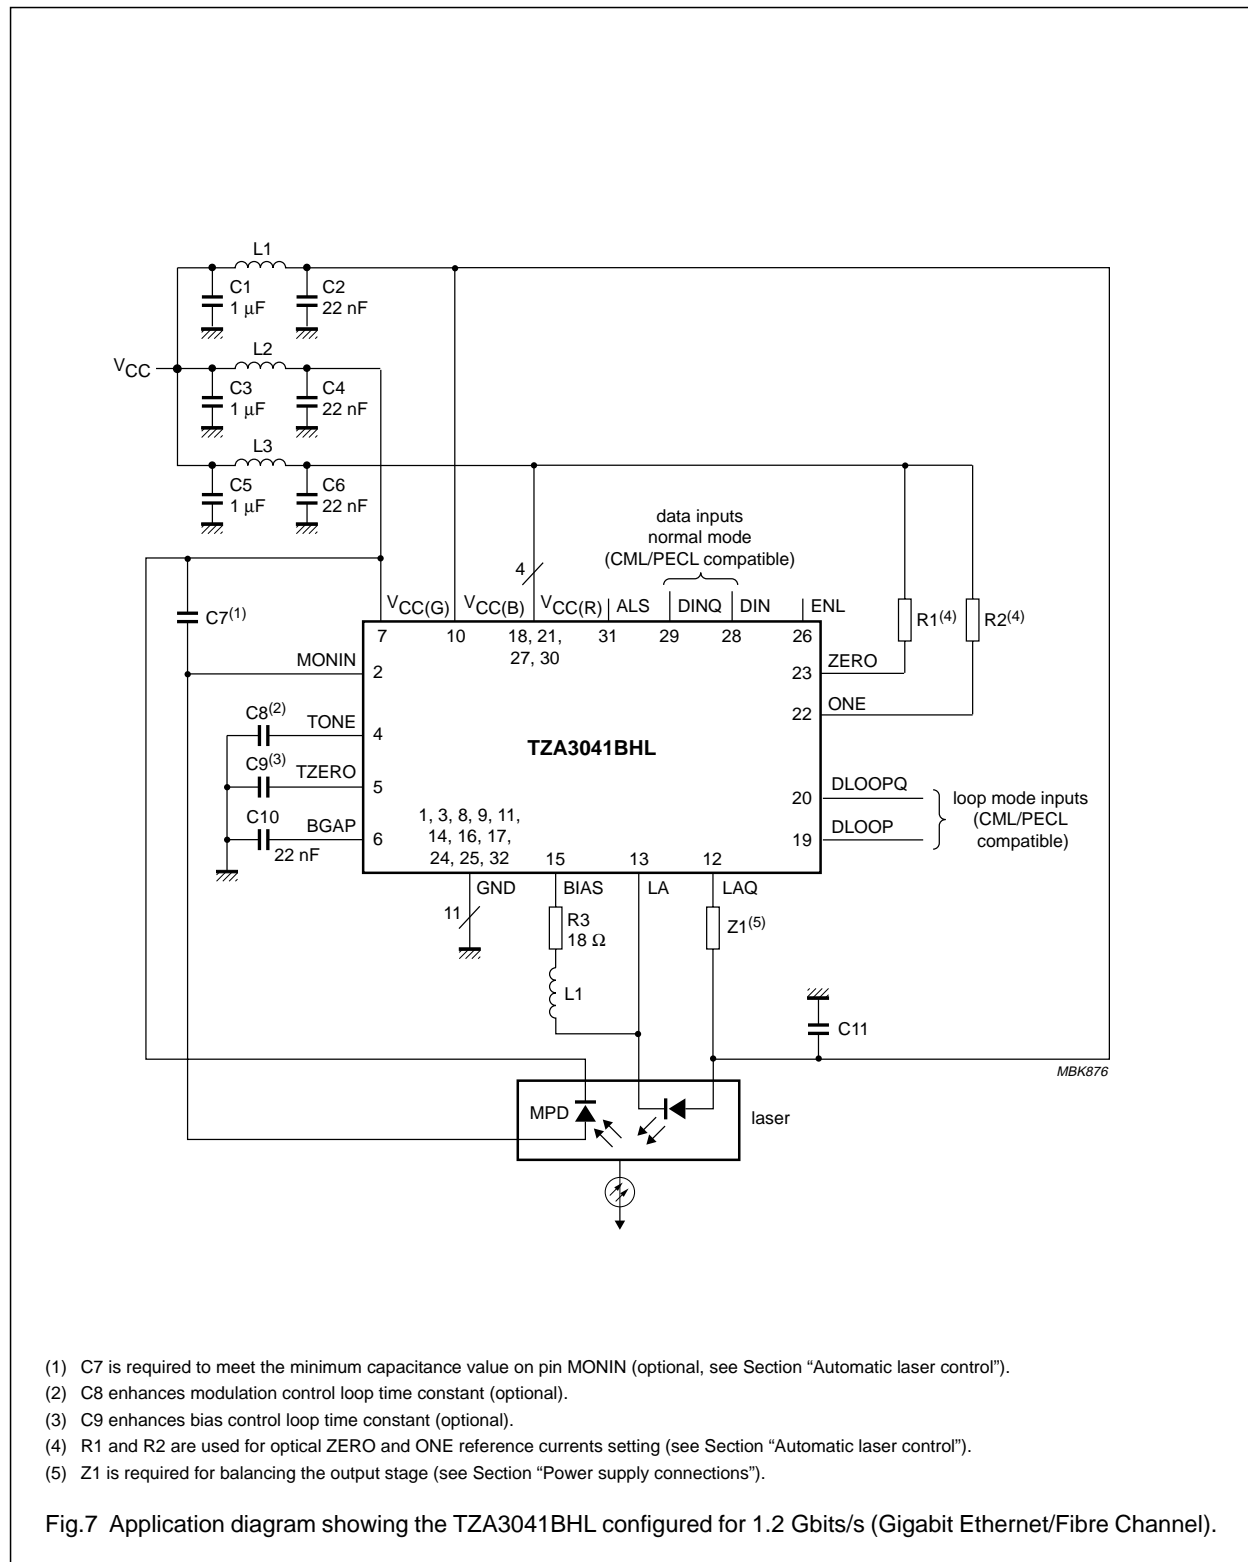 L1
C1
1 μF
C2
22 nF
VCC
L2
C3
1 μF
C4
22 nF
L3
C5
1 μF
C6
22 nF
data inputs
normal mode
(CML/PECL compatible)
4
C7(1)
VCC(G)
VCC(B)
VCC(R)
ALS
DINQ
DIN
ENL
R1(4)
R2(4)
7
10
18, 21,
27, 30
31
29
28
26
MONIN
2
23
ZERO
22
ONE
C8(2)
TONE
4
TZA3041BHL
C9(3)
TZERO
5
20
DLOOPQ
loop mode inputs
(CML/PECL
compatible)
C10
22 nF
BGAP
6
1, 3, 8, 9, 11,
14, 16, 17,
24, 25, 32
19
DLOOP
15
13
12
GND
BIAS
LA
LAQ
11
R3
18 Ω
Z1(5)
L1
C11
MBK876
MPD
laser
(1) C7 is required to meet the minimum capacitance value on pin MONIN (optional, see Section “Automatic laser control”).
(2) C8 enhances modulation control loop time constant (optional).
(3) C9 enhances bias control loop time constant (optional).
(4) R1 and R2 are used for optical ZERO and ONE reference currents setting (see Section “Automatic laser control”).
(5) Z1 is required for balancing the output stage (see Section “Power supply connections”).
Fig.7 Application diagram showing the TZA3041BHL configured for 1.2 Gbits/s (Gigabit Ethernet/Fibre Channel).